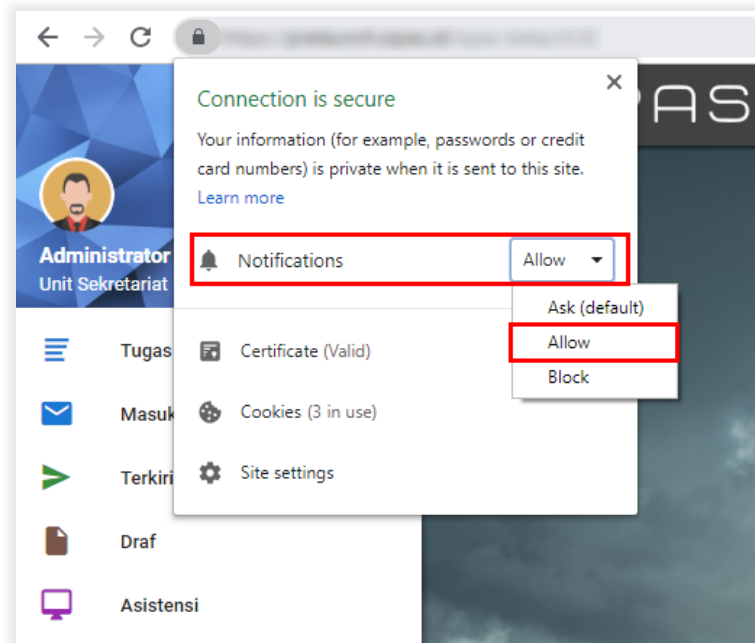 Connection is secure
PAS
Your information (for example, passwords or credit
card numbers) is private when it is sent to this site.
Learn more
Administrator
Unit Sekretariat
Notifications
Allow
Ask (default)
Allow
Block
Tugas
Certificate (Valid)
Masuk
Cookies (3 in use)
Terkiri
Site settings
Draf
Asistensi